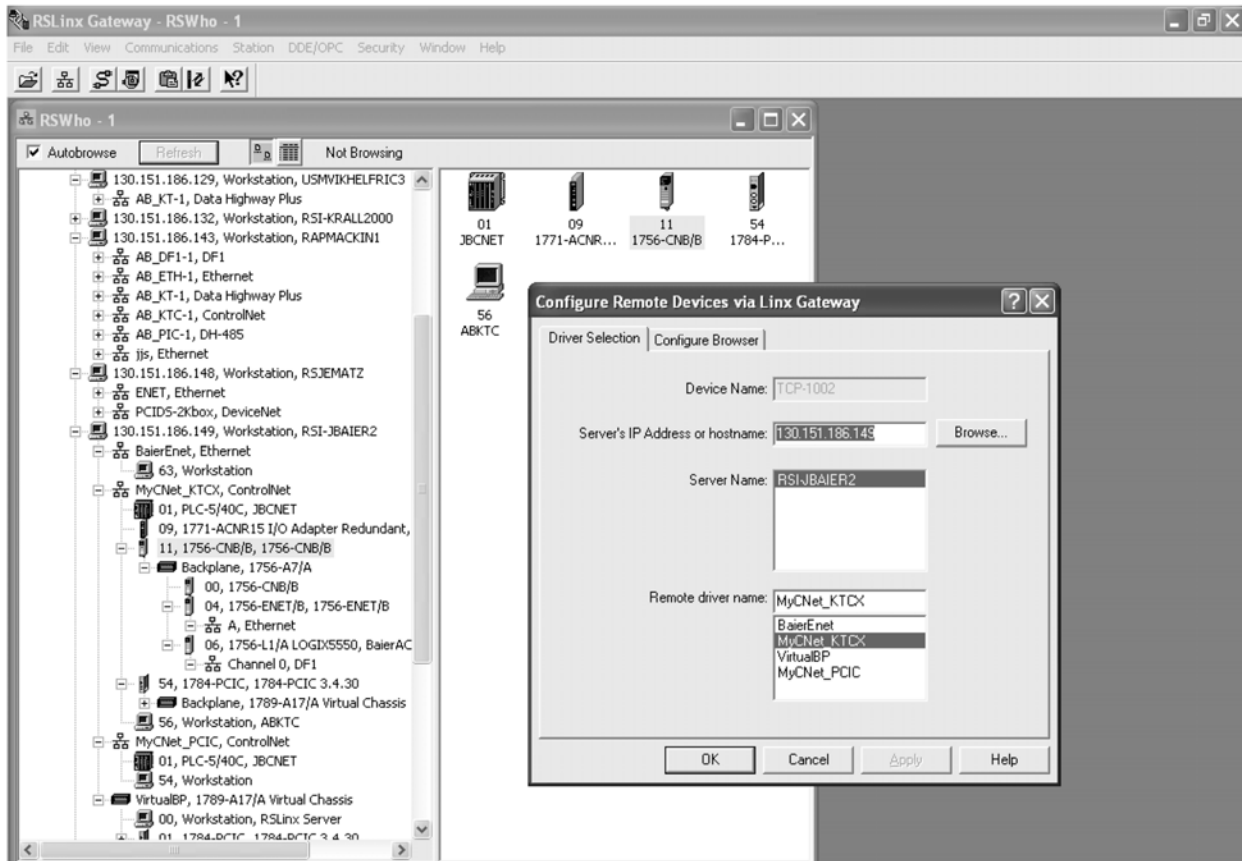 RSLinx Gateway - RSWho - 1
File Edit View Communications Station DDE/OPC Security Window Help
RSWho - 1
Autobrowse Refresh Not Browsing
130.151.186.129, Workstation, USMVIKHELFRIC3
AB_KT-1, Data Highway Plus
130.151.186.132, Workstation, RSI-KRALL2000
130.151.186.143, Workstation, RAPMACKIN1
AB_DF1-1, DF1
AB_ETH-1, Ethernet
AB_KT-1, Data Highway Plus
AB_KTC-1, ControlNet
AB_PIC-1, DH-485
jjs, Ethernet
130.151.186.148, Workstation, RSJEMATZ
ENET, Ethernet
PCIDS-2Kbox, DeviceNet
130.151.186.149, Workstation, RSI-JBAIER2
BaierEnet, Ethernet
63, Workstation
MyCNet_KTCX, ControlNet
01, PLC-5/40C, JBCNET
09, 1771-ACNR15 I/O Adapter Redundant,
11, 1756-CNB/B, 1756-CNB/B
Backplane, 1756-A7/A
00, 1756-CNB/B
04, 1756-ENET/B, 1756-ENET/B
A, Ethernet
06, 1756-L1/A LOGIX5550, BaierAC
Channel 0, DF1
54, 1784-PCIC, 1784-PCIC 3.4.30
Backplane, 1789-A17/A Virtual Chassis
56, Workstation, ABKTC
MyCNet_PCIC, ControlNet
01, PLC-5/40C, JBCNET
54, Workstation
VirtualBP, 1789-A17/A Virtual Chassis
00, Workstation, RSLinx Server
01, 1784-PCIC, 1784-PCIC 3.4.30
01 09 11 54
JBCNET 1771-ACNR... 1756-CNB/B 1784-P...
56
ABKTC
Configure Remote Devices via Linx Gateway
Driver Selection Configure Browser
Device Name: TCP-1002
Server's IP Address or hostname: 130.151.186.149 Browse...
Server Name: RSI-JBAIER2
Remote driver name: MyCNet_KTCX
BaierEnet
MyCNet_KTCX
VirtualBP
MyCNet_PCIC
OK Cancel Apply Help